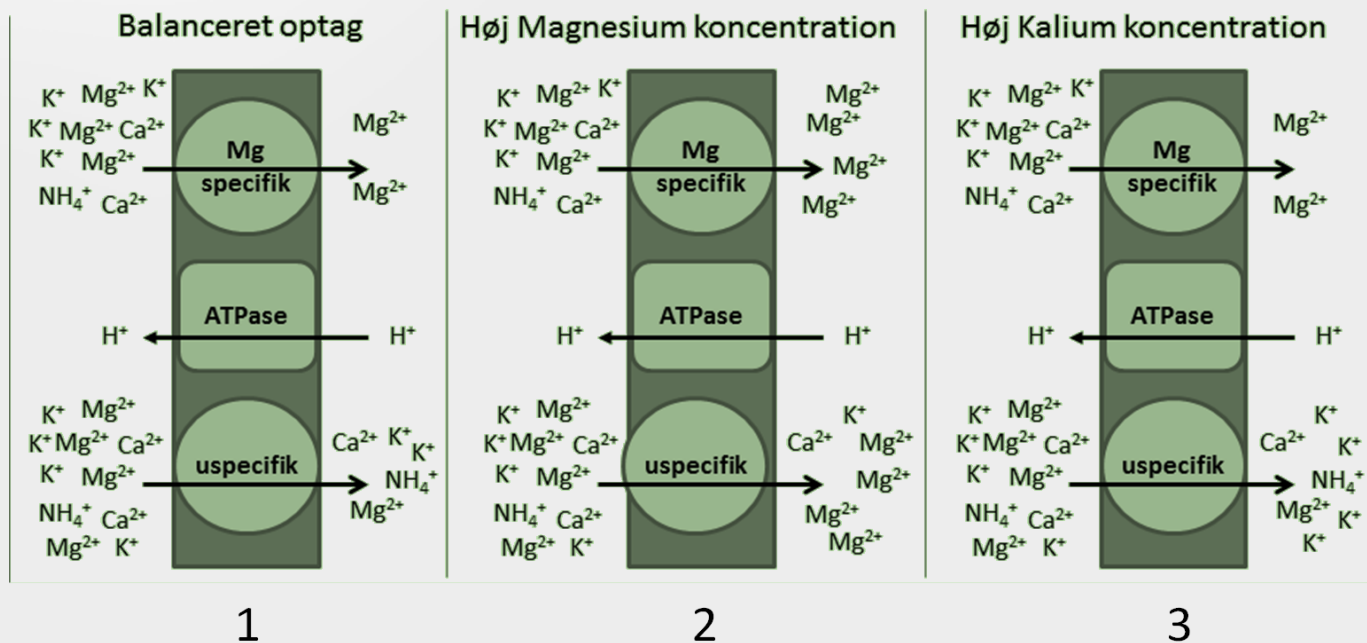 Balanceret optag
K⁺ Mg²⁺ K⁺
K⁺ Mg²⁺ Ca²⁺
K⁺ Mg²⁺
NH₄⁺ Ca²⁺
Mg
specifik
Mg²⁺
Mg²⁺
H⁺
ATPase
H⁺
K⁺ Mg²⁺
K⁺ Mg²⁺ Ca²⁺
K⁺ Mg²⁺
NH₄⁺ Ca²⁺
Mg²⁺ K⁺
uspecifik
Ca²⁺ K⁺
K⁺
NH₄⁺
Mg²⁺
1
Høj Magnesium koncentration
K⁺ Mg²⁺ K⁺
K⁺ Mg²⁺ Ca²⁺
K⁺ Mg²⁺
NH₄⁺ Ca²⁺
Mg
specifik
Mg²⁺
Mg²⁺
Mg²⁺
Mg²⁺
H⁺
ATPase
H⁺
K⁺ Mg²⁺
K⁺ Mg²⁺ Ca²⁺
K⁺ Mg²⁺
NH₄⁺ Ca²⁺
Mg²⁺ K⁺
uspecifik
K⁺
Ca²⁺ Mg²⁺
Mg²⁺
Mg²⁺
Mg²⁺
2
Høj Kalium koncentration
K⁺ Mg²⁺ K⁺
K⁺ Mg²⁺ Ca²⁺
K⁺ Mg²⁺
NH₄⁺ Ca²⁺
Mg
specifik
Mg²⁺
Mg²⁺
H⁺
ATPase
H⁺
K⁺ Mg²⁺
K⁺ Mg²⁺ Ca²⁺
K⁺ Mg²⁺
NH₄⁺ Ca²⁺
Mg²⁺ K⁺
uspecifik
K⁺
Ca²⁺ K⁺
NH₄⁺
Mg²⁺ K⁺
K⁺
3